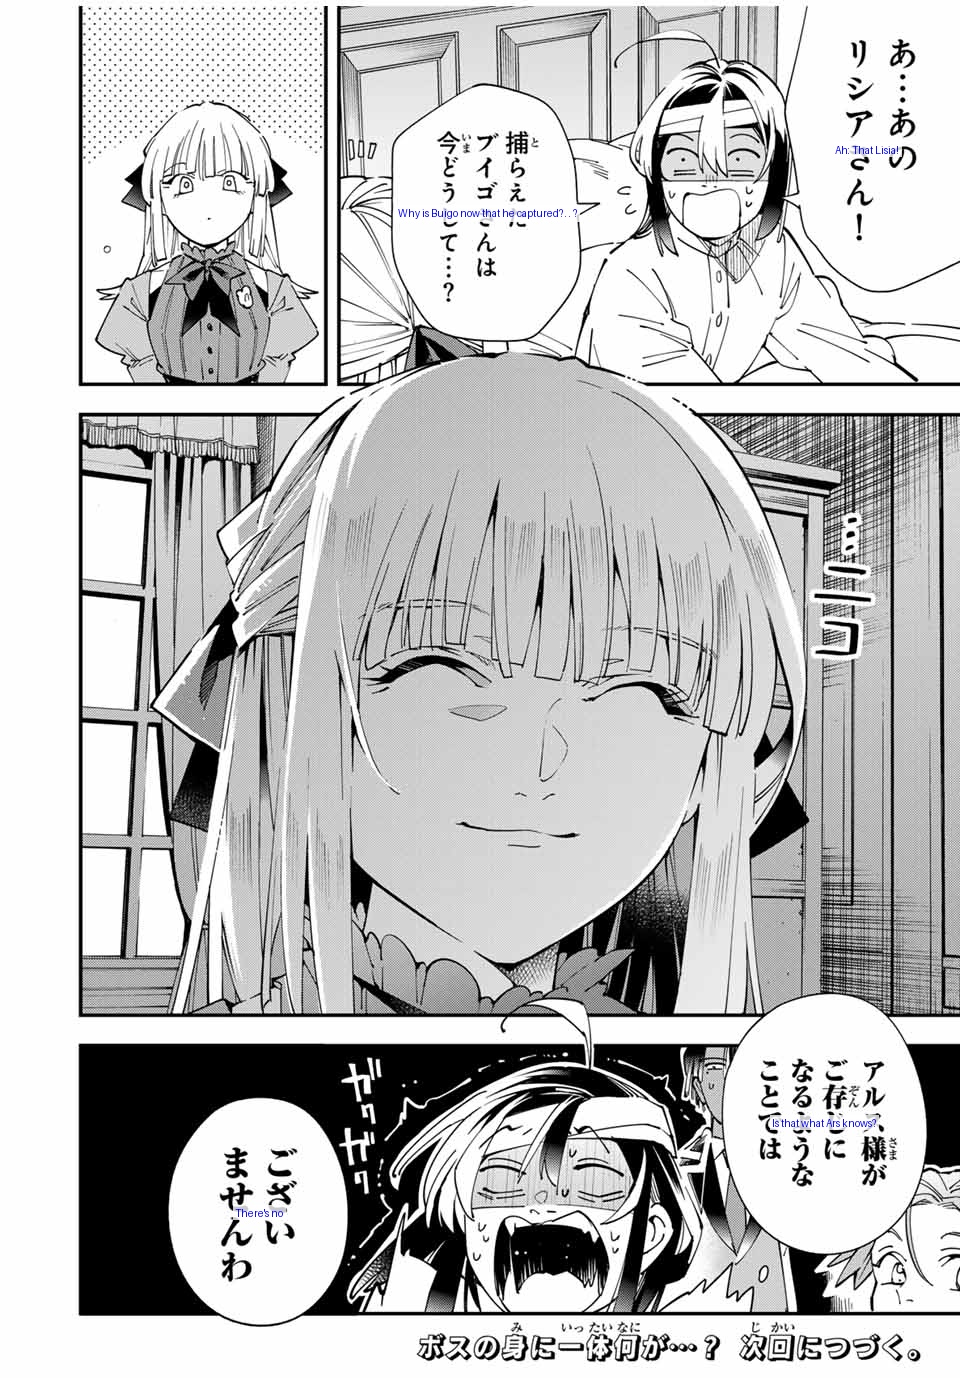 あ…あの
リシアさん！
Ah: That Lisia!
捕らえた
ブイゴさんは
今どうして…？
Why is Buigo now that he captured?..?
ニコ
アルス様が
ご存じに
なるような
ことでは
Is that what Ars knows?
ござい
ませんわ
There's no
ガクガク
ボスの身に一体何が…？ 次回につづく。